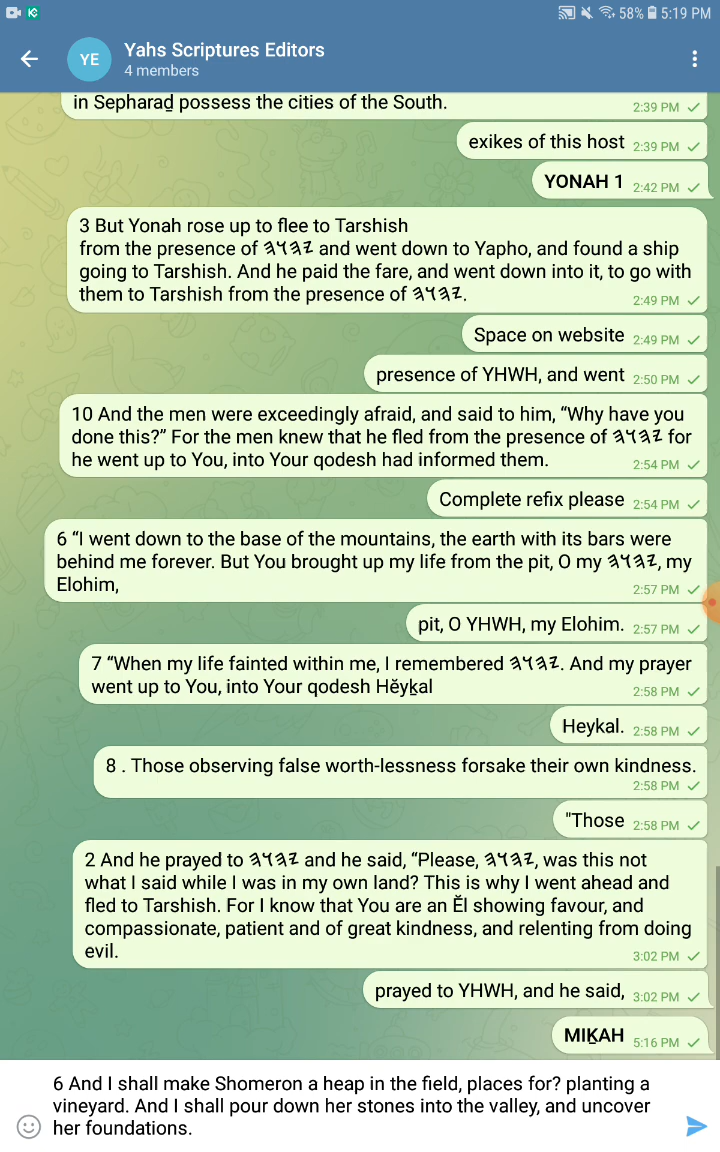 58% 5:19 PM
YE
Yahs Scriptures Editors
4 members
in Sepharaḏ possess the cities of the South.
2:39 PM
exikes of this host 2:39 PM
YONAH 1 2:42 PM
3 But Yonah rose up to flee to Tarshish
from the presence of 𐤉𐤄𐤅𐤄 and went down to Yapho, and found a ship
going to Tarshish. And he paid the fare, and went down into it, to go with
them to Tarshish from the presence of 𐤉𐤄𐤅𐤄.
2:49 PM
Space on website 2:49 PM
presence of YHWH, and went 2:50 PM
10 And the men were exceedingly afraid, and said to him, “Why have you
done this?” For the men knew that he fled from the presence of 𐤉𐤄𐤅𐤄 for
he went up to You, into Your qodesh had informed them.
2:54 PM
Complete refix please 2:54 PM
6 “I went down to the base of the mountains, the earth with its bars were
behind me forever. But You brought up my life from the pit, O my 𐤉𐤄𐤅𐤄, my
Elohim,
2:57 PM
pit, O YHWH, my Elohim. 2:57 PM
7 “When my life fainted within me, I remembered 𐤉𐤄𐤅𐤄. And my prayer
went up to You, into Your qodesh Hĕyḵal
2:58 PM
Heykal. 2:58 PM
8 . Those observing false worth-lessness forsake their own kindness.
2:58 PM
"Those 2:58 PM
2 And he prayed to 𐤉𐤄𐤅𐤄 and he said, “Please, 𐤉𐤄𐤅𐤄, was this not
what I said while I was in my own land? This is why I went ahead and
fled to Tarshish. For I know that You are an Ĕl showing favour, and
compassionate, patient and of great kindness, and relenting from doing
evil.
3:02 PM
prayed to YHWH, and he said, 3:02 PM
MIḴAH 5:16 PM
6 And I shall make Shomeron a heap in the field, places for? planting a
vineyard. And I shall pour down her stones into the valley, and uncover
her foundations.